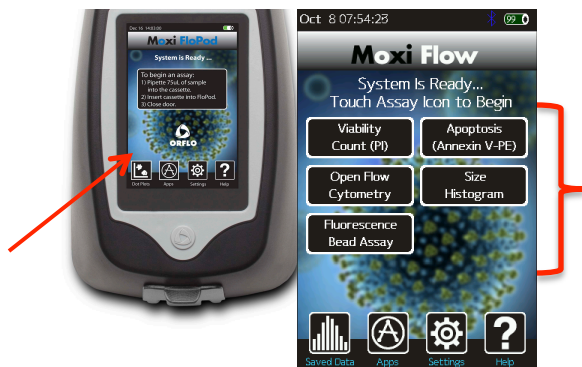 Dec 16 14:03:06
Moxi FloPod
System is Ready...
To begin an assay:
1) Pipette 75uL of sample
into the cassette.
2) Insert cassette into FloPod.
3) Close door.
ORFLO
Dot Plots Apps Settings Help
Oct 8 07:54:23 99
Moxi Flow
System Is Ready...
Touch Assay Icon to Begin
Viability
Count (PI)
Apoptosis
(Annexin V-PE)
Open Flow
Cytometry
Size
Histogram
Fluorescence
Bead Assay
Saved Data Apps Settings Help